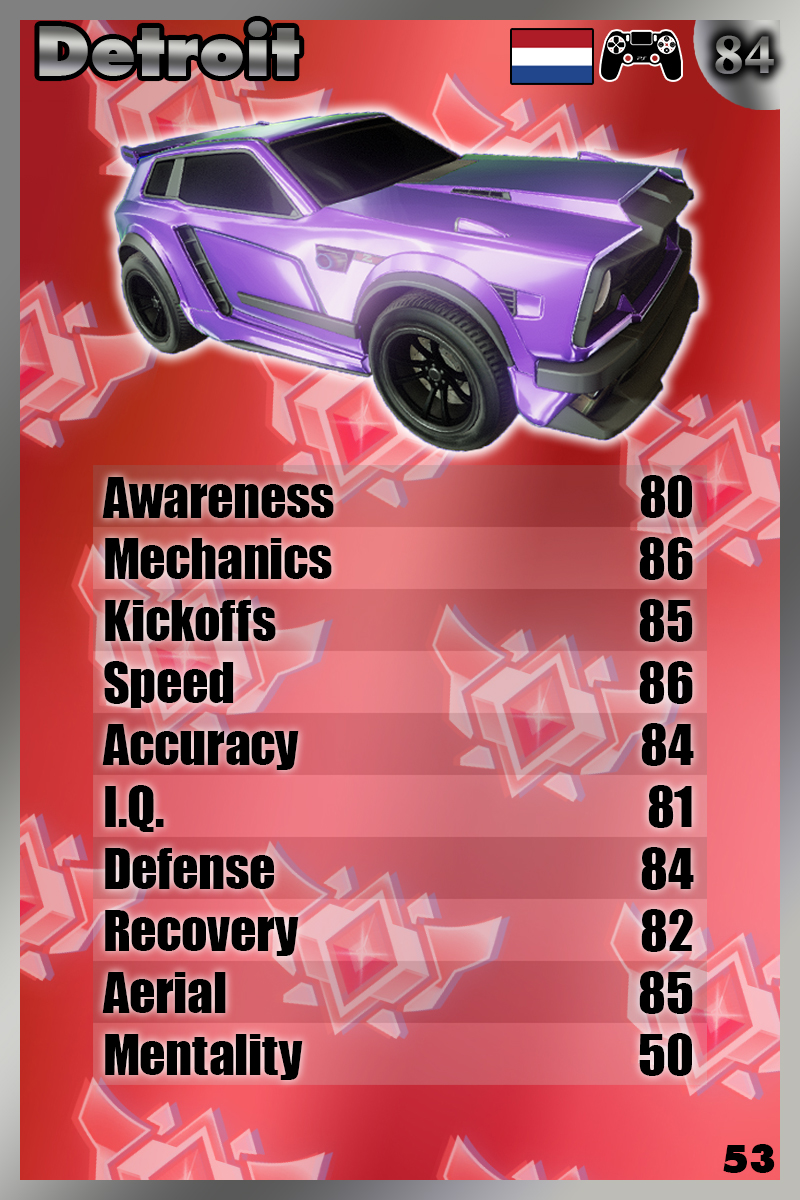 Detroit 84
Awareness 80
Mechanics 86
Kickoffs 85
Speed 86
Accuracy 84
I.Q. 81
Defense 84
Recovery 82
Aerial 85
Mentality 50
53